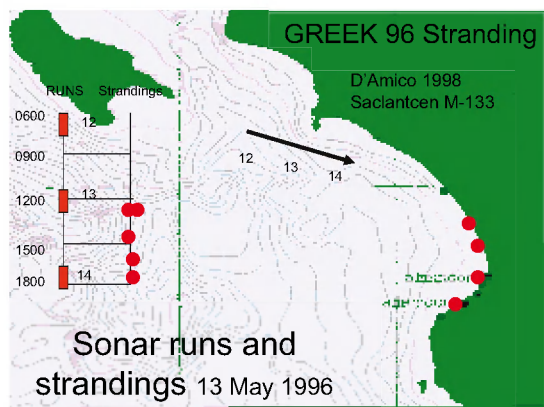 GREEK 96 Stranding
D'Amico 1998
Saclantcen M-133
RUNS Strandings
0600
12
0900
1200
13
1500
1800
14
12
13
14
Sonar runs and
strandings 13 May 1996